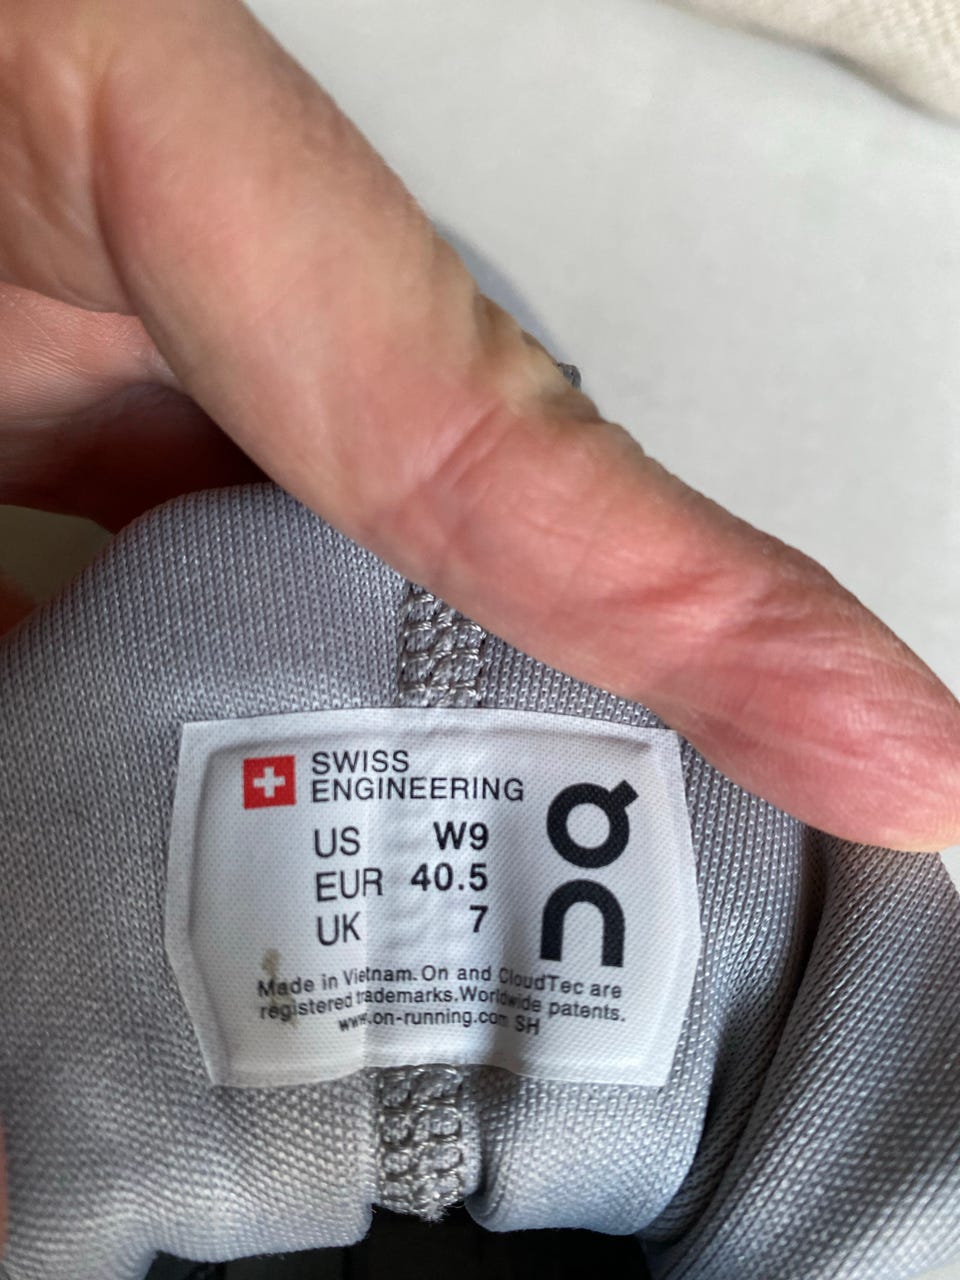 SWISS
ENGINEERING
US W9
EUR 40.5
UK 7
On
Made in Vietnam. On and CloudTec are
registered trademarks. Worldwide patents.
www.on-running.com SH